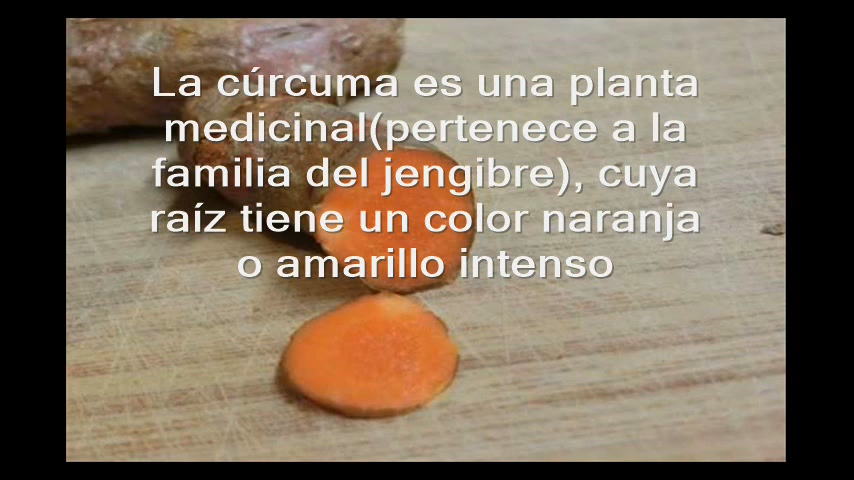 La cúrcuma es una planta
medicinal(pertenece a la
familia del jengibre), cuya
raíz tiene un color naranja
o amarillo intenso